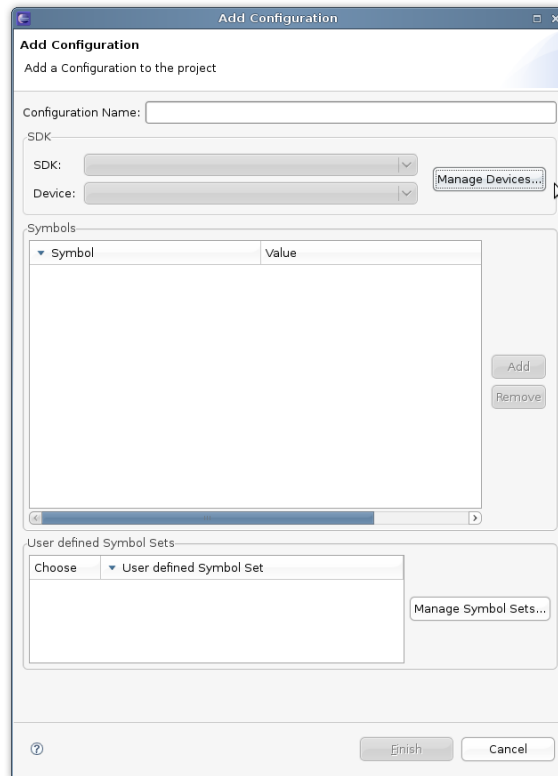 Add Configuration
Add Configuration
Add a Configuration to the project
Configuration Name:
SDK
SDK:
Manage Devices...
Device:
Symbols
Symbol Value
Add
Remove
User defined Symbol Sets
Choose User defined Symbol Set
Manage Symbol Sets...
Finish Cancel